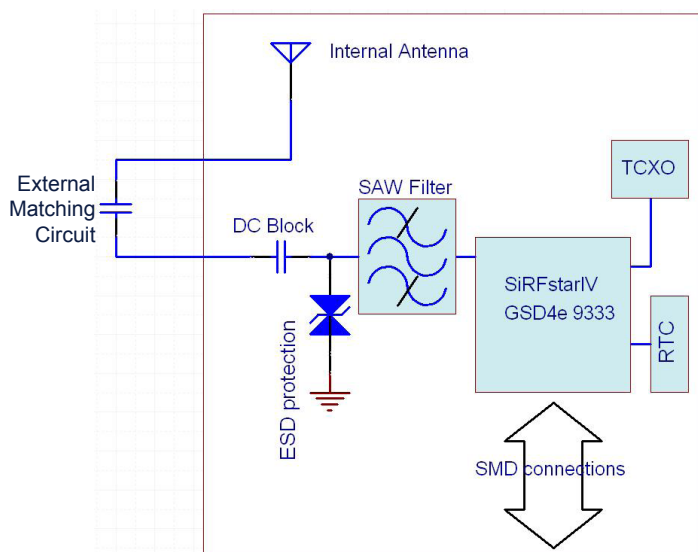 Internal Antenna
External
Matching
Circuit
DC Block
SAW Filter
TCXO
SiRFstarIV
GSD4e 9333
RTC
ESD protection
SMD connections